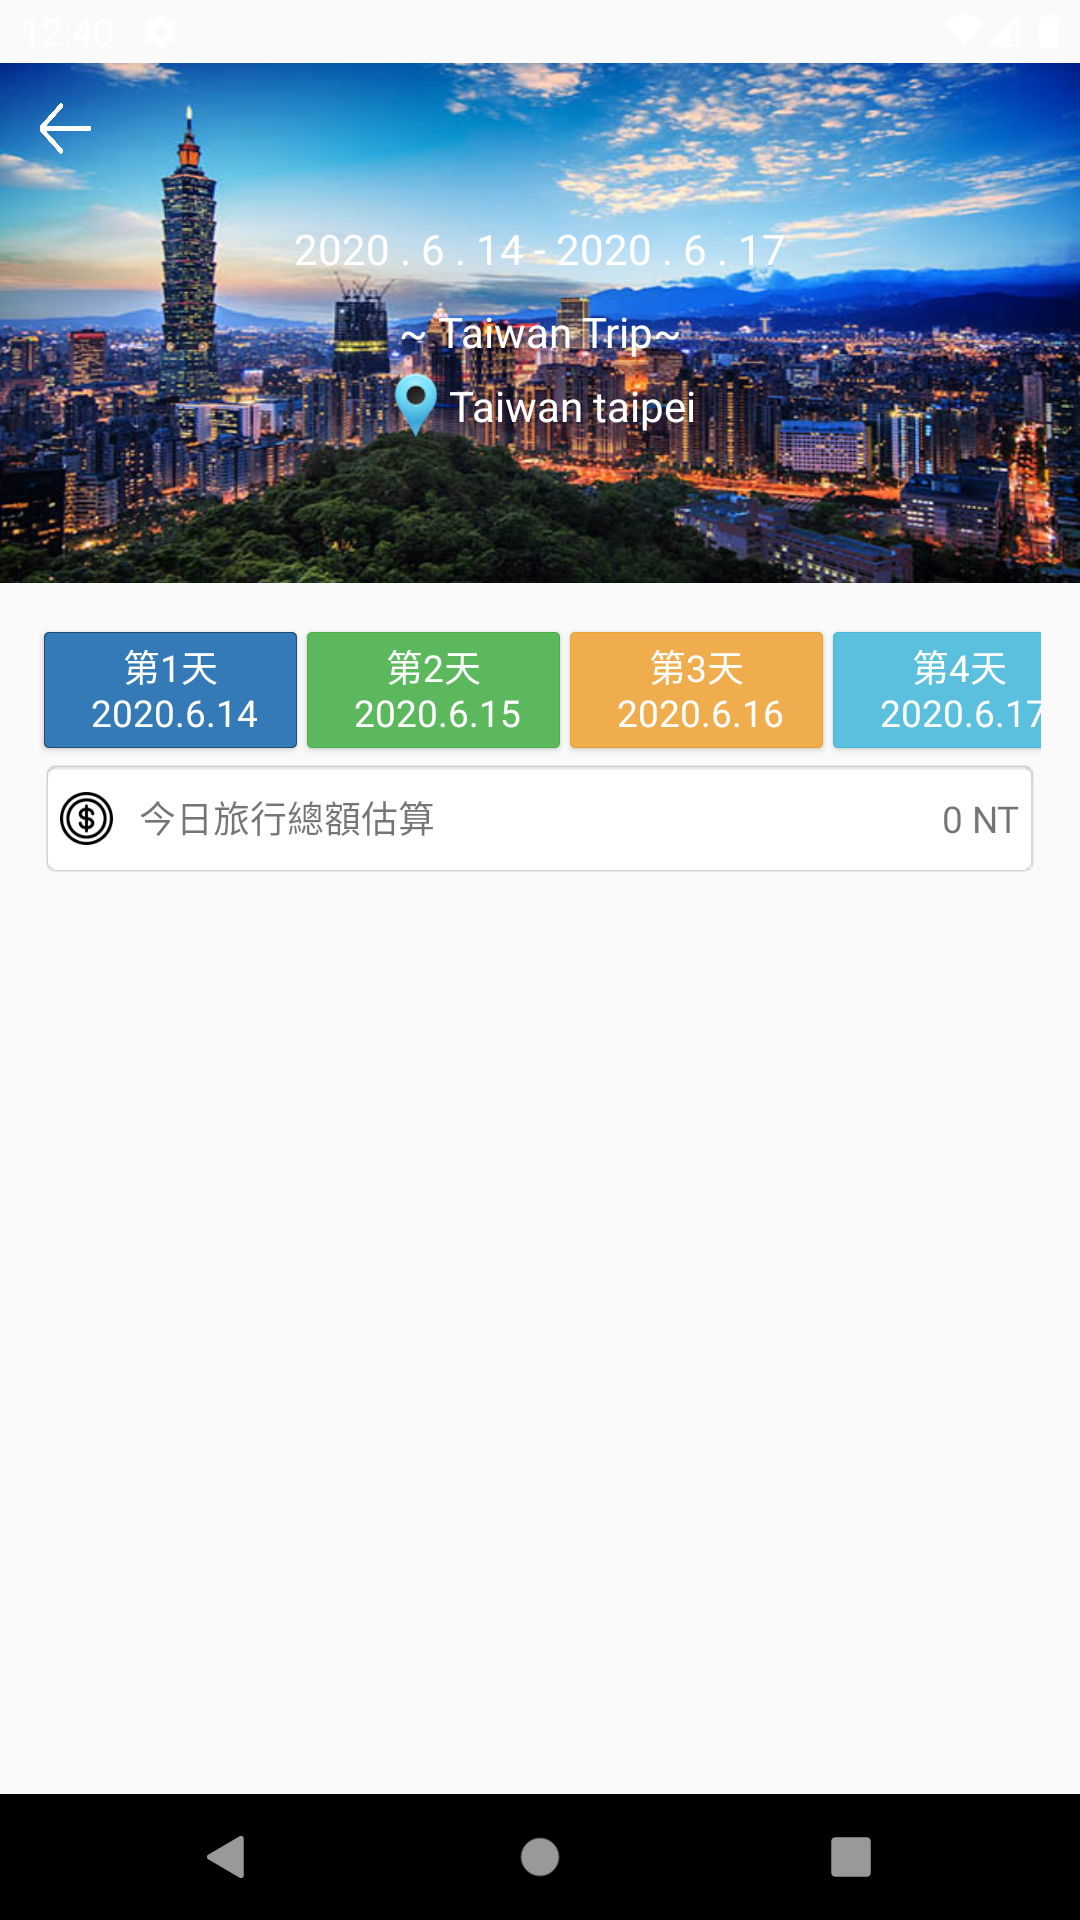 12:40
2020 . 6 . 14 - 2020 . 6 . 17
~ Taiwan Trip~
Taiwan taipei
第1天 第2天 第3天 第4天
2020.6.14 2020.6.15 2020.6.16 2020.6.17
今日旅行總額估算 0 NT